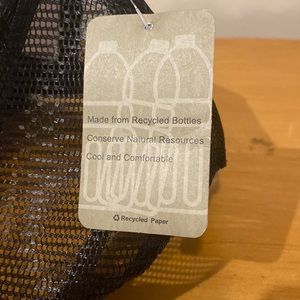 Made from Recycled Bottles
Conserve Natural Resources
Cool and Comfortable
♻ Recycled Paper